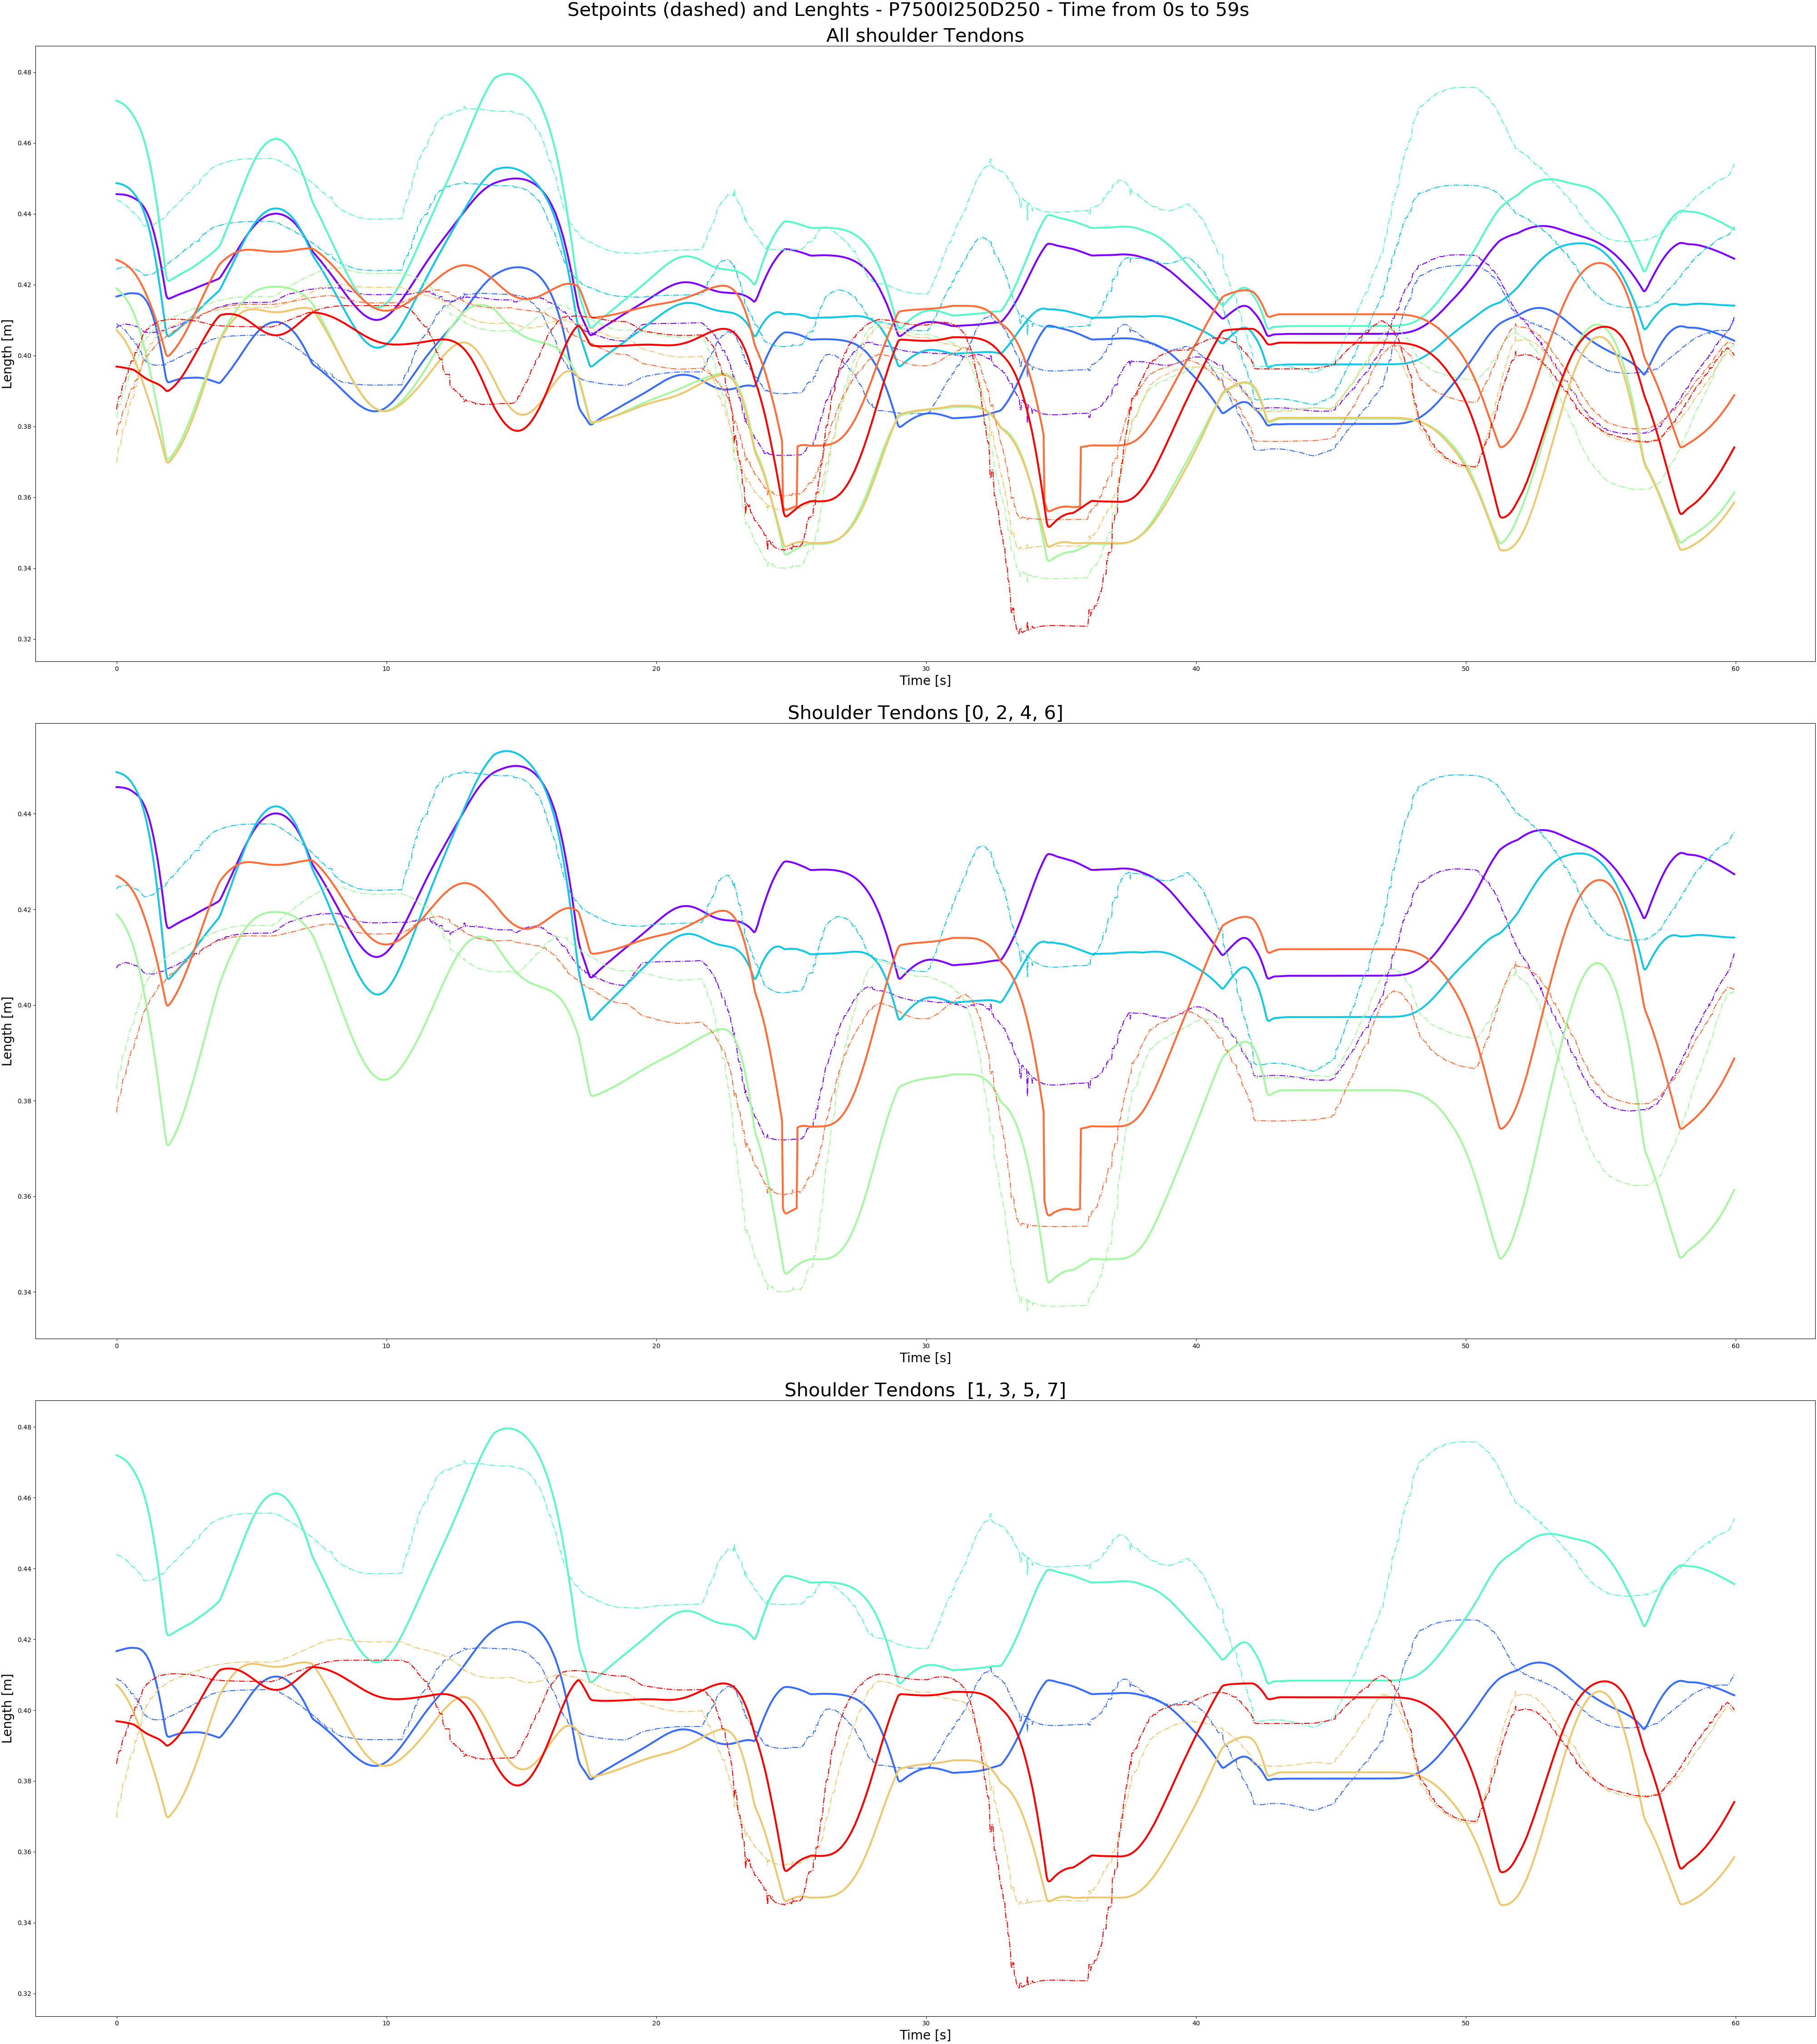 Setpoints (dashed) and Lenghts - P7500I250D250 - Time from 0s to 59s
All shoulder Tendons
Length [m]
0.48
0.46
0.44
0.42
0.40
0.38
0.36
0.34
0.32
0 10 20 30 40 50 60
Time [s]
Shoulder Tendons [0, 2, 4, 6]
Length [m]
0.44
0.42
0.40
0.38
0.36
0.34
0 10 20 30 40 50 60
Time [s]
Shoulder Tendons [1, 3, 5, 7]
Length [m]
0.48
0.46
0.44
0.42
0.40
0.38
0.36
0.34
0.32
0 10 20 30 40 50 60
Time [s]